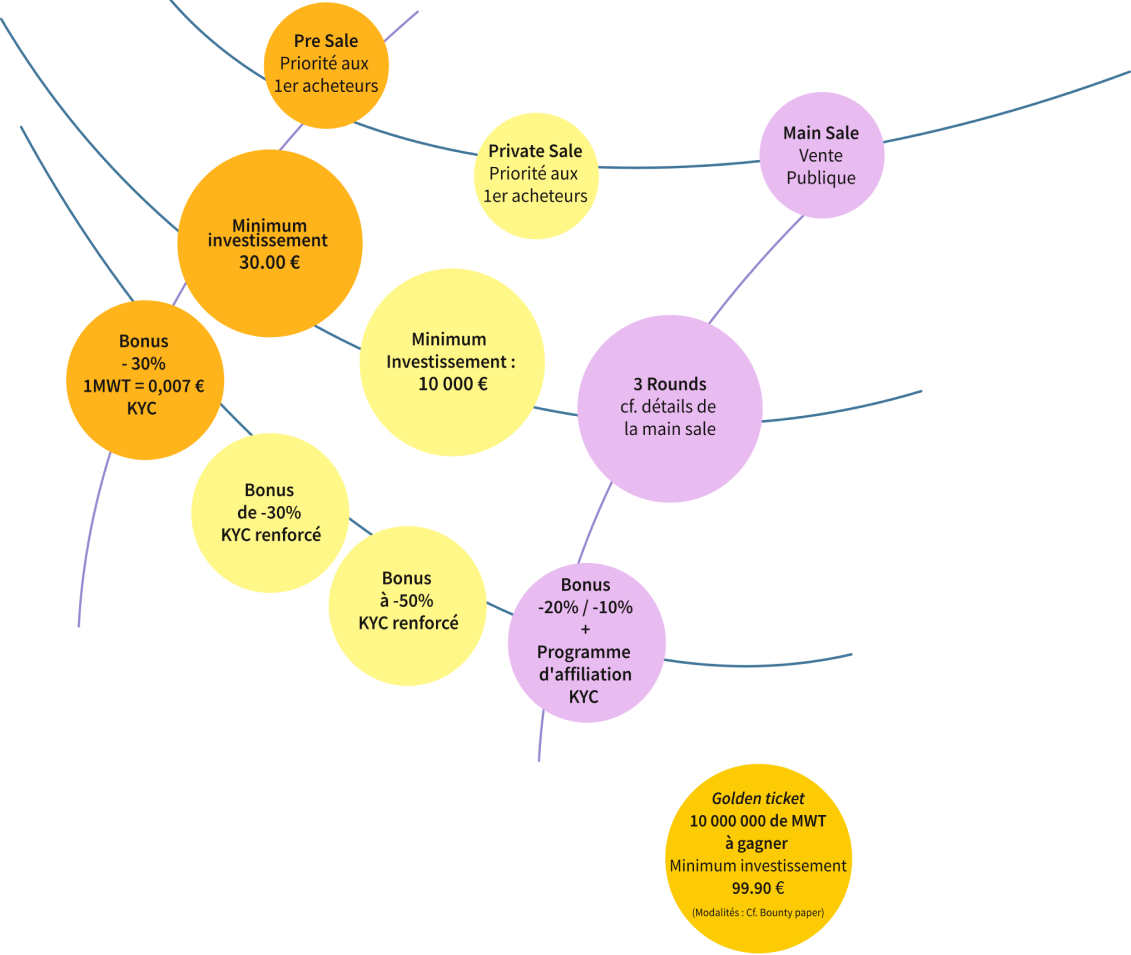 Pre Sale
Priorité aux
1er acheteurs
Private Sale
Priorité aux
1er acheteurs
Main Sale
Vente
Publique
Minimum
investissement
30.00 €
Minimum
Investissement :
10 000 €
3 Rounds
cf. détails de
la main sale
Bonus
- 30%
1MWT = 0,007 €
KYC
Bonus
de -30%
KYC renforcé
Bonus
à -50%
KYC renforcé
Bonus
-20% / -10%
+
Programme
d'affiliation
KYC
Golden ticket
10 000 000 de MWT
à gagner
Minimum investissement
99.90 €
(Modalités : Cf. Bounty paper)